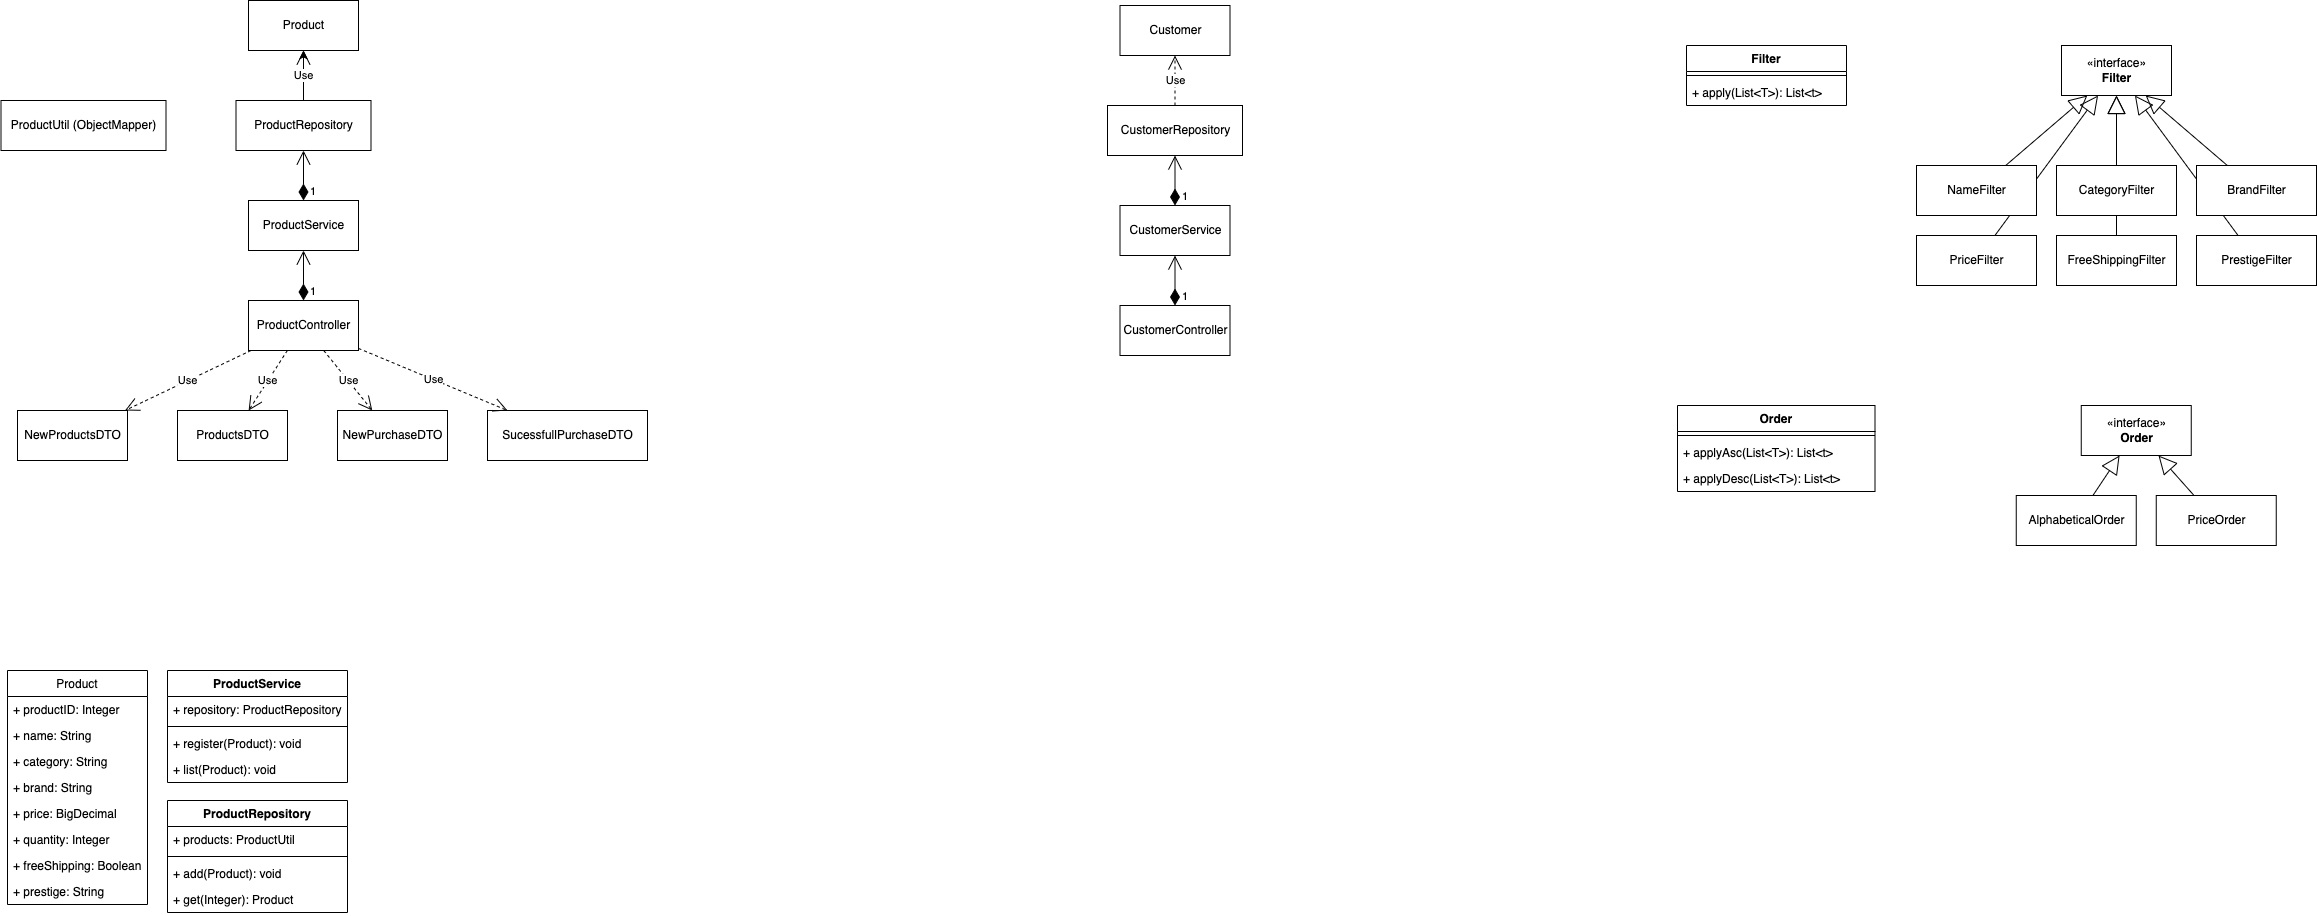 Product
Use
ProductUtil (ObjectMapper)
ProductRepository
1
ProductService
1
ProductController
Use
Use
Use
Use
NewProductsDTO
ProductsDTO
NewPurchaseDTO
SucessfullPurchaseDTO
Customer
Use
CustomerRepository
1
CustomerService
1
CustomerController
Filter
+ apply(List<T>): List<t>
«interface»
Filter
NameFilter
CategoryFilter
BrandFilter
PriceFilter
FreeShippingFilter
PrestigeFilter
Order
+ applyAsc(List<T>): List<t>
+ applyDesc(List<T>): List<t>
«interface»
Order
AlphabeticalOrder
PriceOrder
Product
+ productID: Integer
+ name: String
+ category: String
+ brand: String
+ price: BigDecimal
+ quantity: Integer
+ freeShipping: Boolean
+ prestige: String
ProductService
+ repository: ProductRepository
+ register(Product): void
+ list(Product): void
ProductRepository
+ products: ProductUtil
+ add(Product): void
+ get(Integer): Product